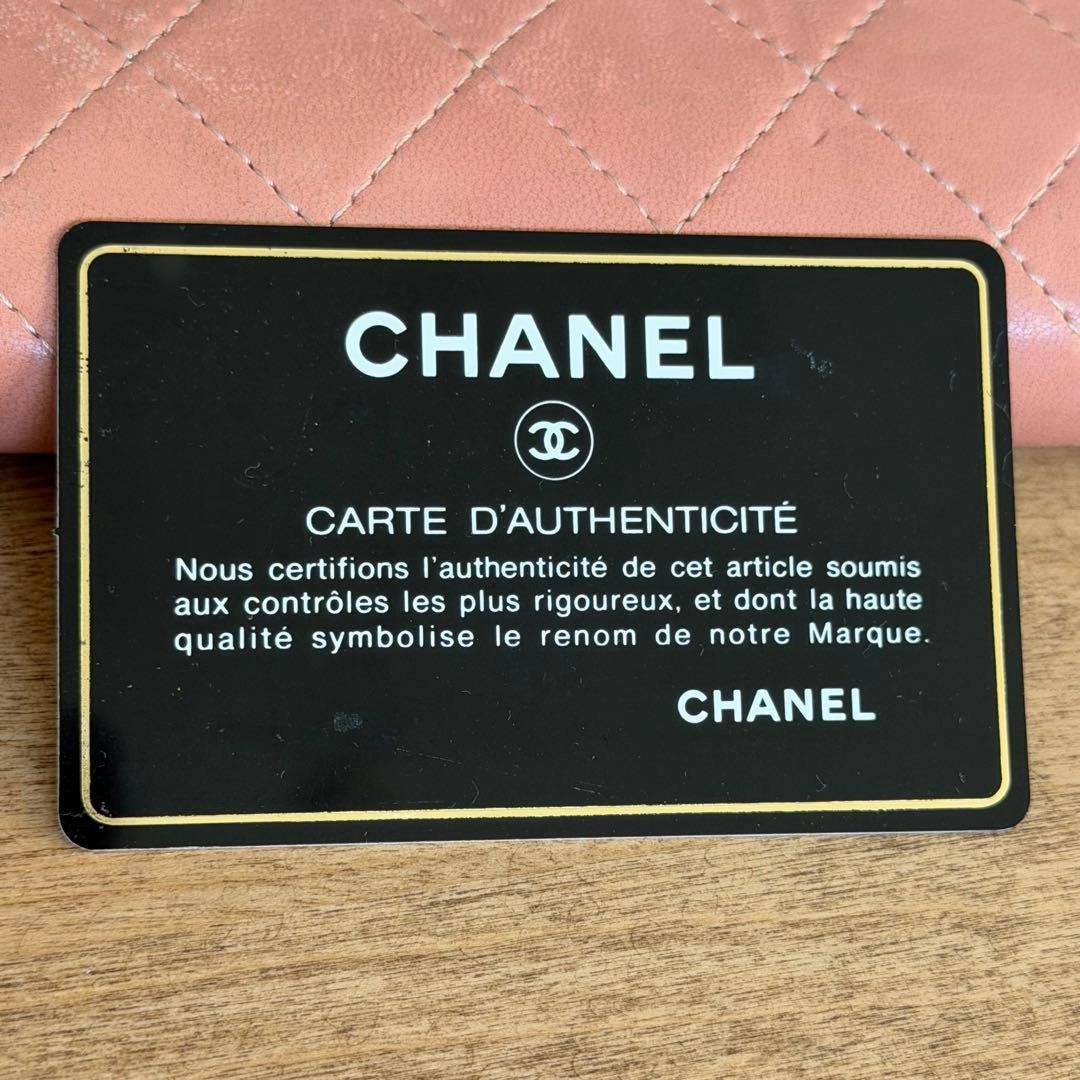 CHANEL
CARTE D'AUTHENTICITÉ
Nous certifions l'authenticité de cet article soumis
aux contrôles les plus rigoureux, et dont la haute
qualité symbolise le renom de notre Marque.
CHANEL